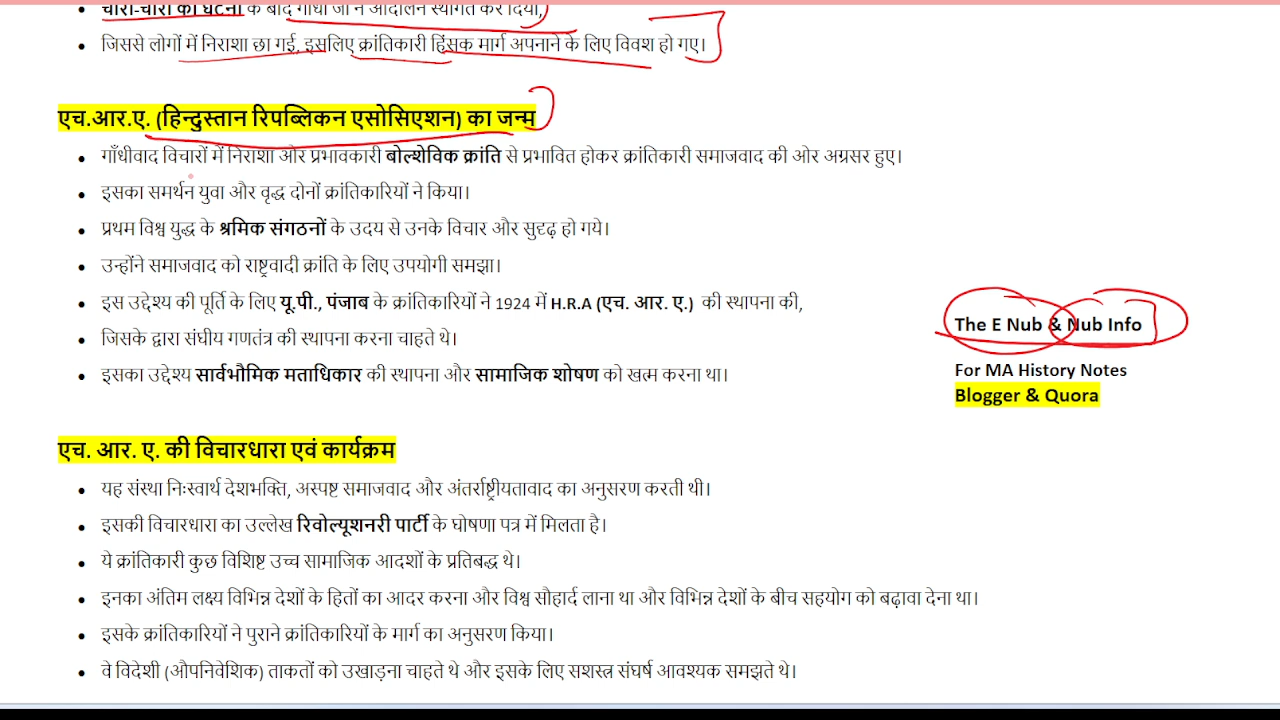 चौरी-चौरा की घटना के बाद गाँधी जी ने आंदोलन स्थगित कर दिया,
जिससे लोगों में निराशा छा गई, इसलिए क्रांतिकारी हिंसक मार्ग अपनाने के लिए विवश हो गए।
एच.आर.ए. (हिन्दुस्तान रिपब्लिकन एसोसिएशन) का जन्म
गाँधीवाद विचारों में निराशा और प्रभावकारी बोल्शेविक क्रांति से प्रभावित होकर क्रांतिकारी समाजवाद की ओर अग्रसर हुए।
इसका समर्थन युवा और वृद्ध दोनों क्रांतिकारियों ने किया।
प्रथम विश्व युद्ध के श्रमिक संगठनों के उदय से उनके विचार और सुदृढ़ हो गये।
उन्होंने समाजवाद को राष्ट्रवादी क्रांति के लिए उपयोगी समझा।
इस उद्देश्य की पूर्ति के लिए यू.पी., पंजाब के क्रांतिकारियों ने 1924 में H.R.A (एच. आर. ए.) की स्थापना की,
जिसके द्वारा संघीय गणतंत्र की स्थापना करना चाहते थे।
इसका उद्देश्य सार्वभौमिक मताधिकार की स्थापना और सामाजिक शोषण को खत्म करना था।
The E Nub & Nub Info
For MA History Notes
Blogger & Quora
एच. आर. ए. की विचारधारा एवं कार्यक्रम
यह संस्था निःस्वार्थ देशभक्ति, अस्पष्ट समाजवाद और अंतर्राष्ट्रीयतावाद का अनुसरण करती थी।
इसकी विचारधारा का उल्लेख रिवोल्यूशनरी पार्टी के घोषणा पत्र में मिलता है।
ये क्रांतिकारी कुछ विशिष्ट उच्च सामाजिक आदशों के प्रतिबद्ध थे।
इनका अंतिम लक्ष्य विभिन्न देशों के हितों का आदर करना और विश्व सौहार्द लाना था और विभिन्न देशों के बीच सहयोग को बढ़ावा देना था।
इसके क्रांतिकारियों ने पुराने क्रांतिकारियों के मार्ग का अनुसरण किया।
वे विदेशी (औपनिवेशिक) ताकतों को उखाड़ना चाहते थे और इसके लिए सशस्त्र संघर्ष आवश्यक समझते थे।